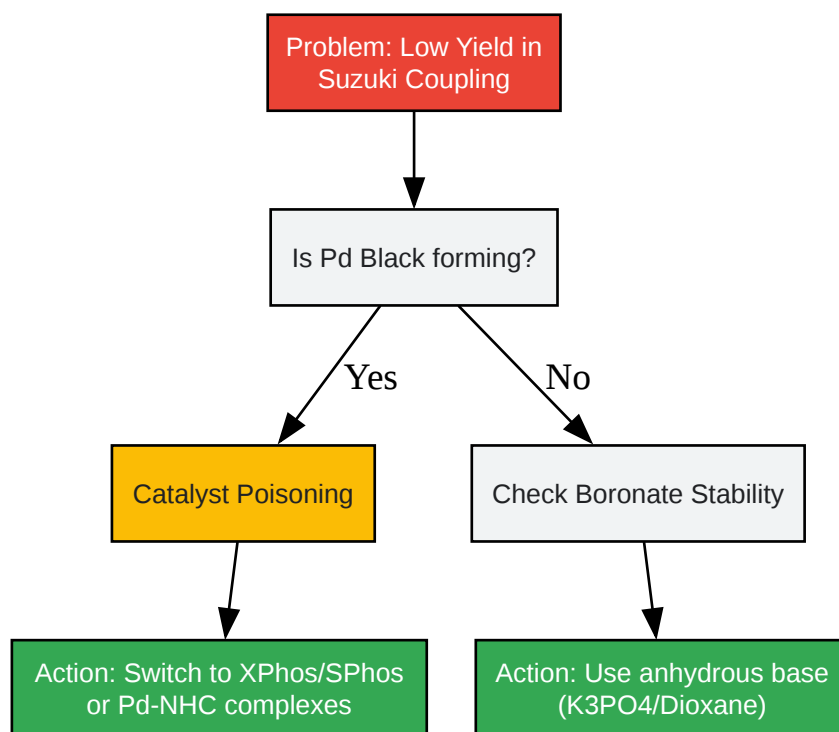 Problem: Low Yield in
Suzuki Coupling
Is Pd Black forming?
Yes
No
Catalyst Poisoning
Check Boronate Stability
Action: Switch to XPhos/SPhos
or Pd-NHC complexes
Action: Use anhydrous base
(K3PO4/Dioxane)